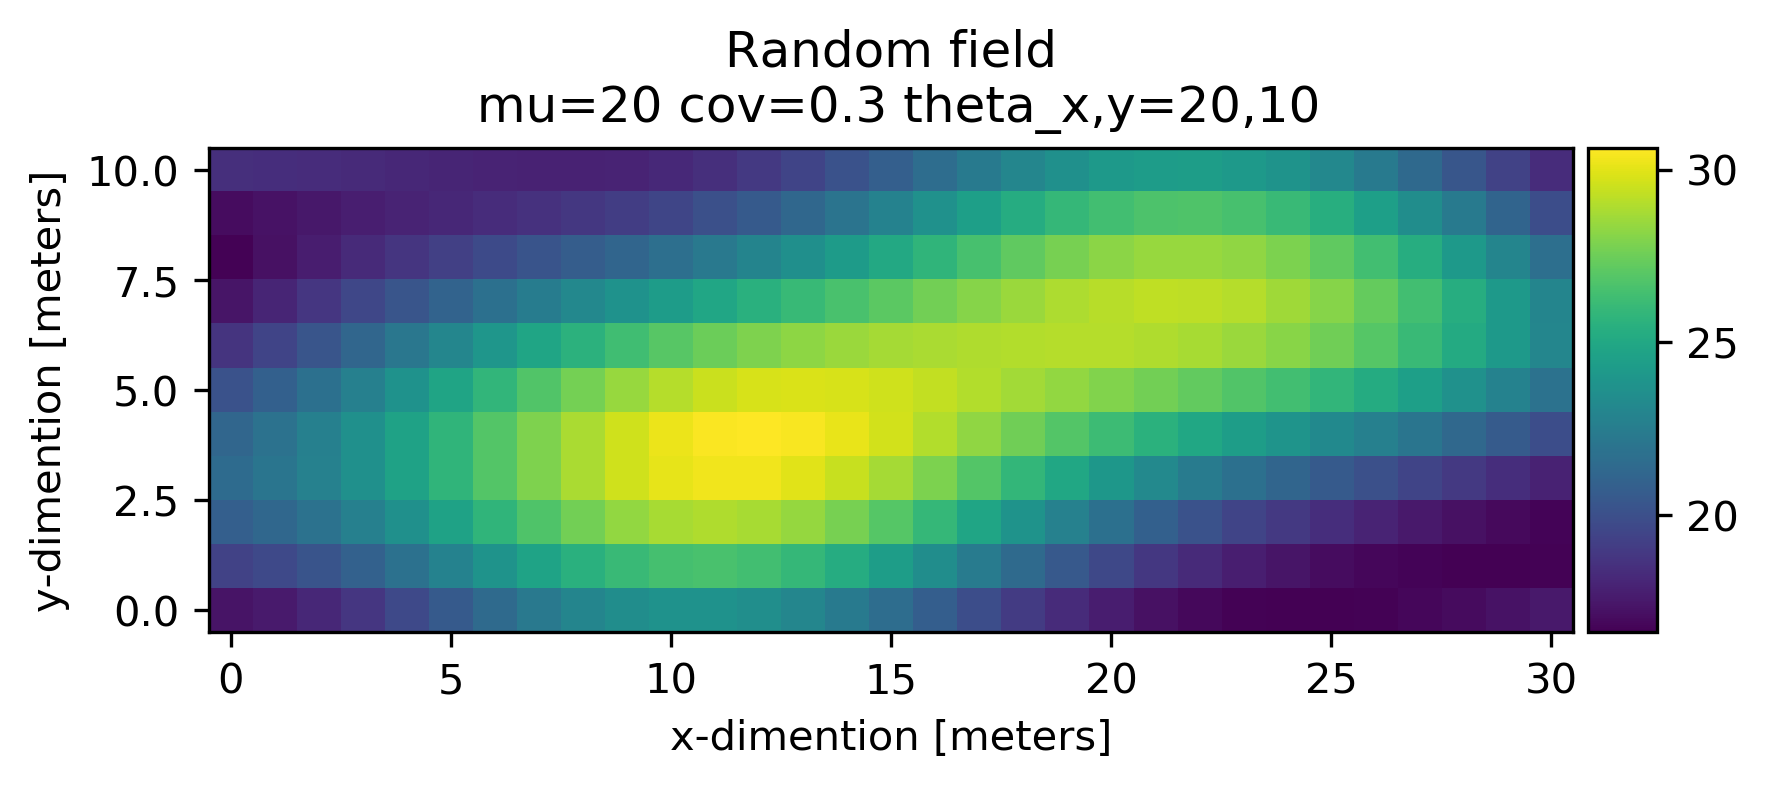 Random field
mu=20 cov=0.3 theta_x,y=20,10
y-dimention [meters]
10.0
7.5
5.0
2.5
0.0
0 5 10 15 20 25 30
x-dimention [meters]
30
25
20